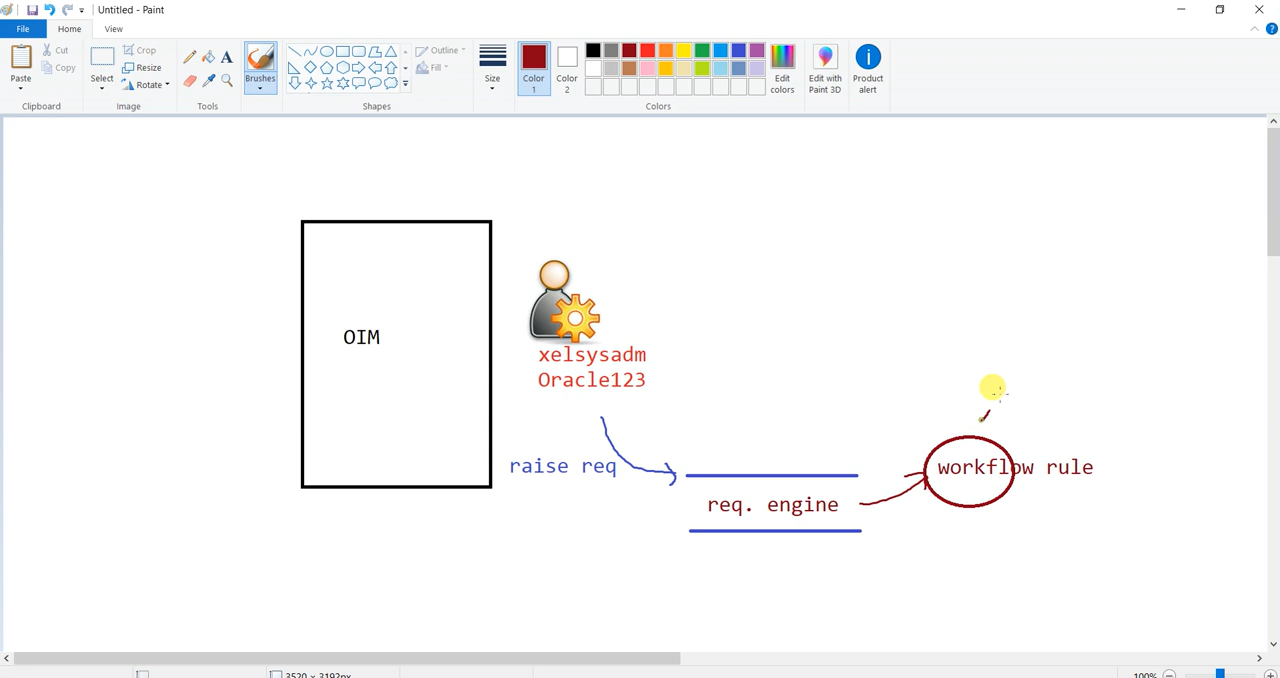 Untitled - Paint
File
Home
View
Paste
Cut
Copy
Clipboard
Select
Crop
Resize
Rotate
Image
A
Tools
Brushes
Outline
Fill
Shapes
Size
Color 1
Color 2
Edit colors
Colors
Edit with Paint 3D
Product alert
OIM
xelsysadm
Oracle123
raise req
req. engine
workflow rule
3520 × 3192px
100%